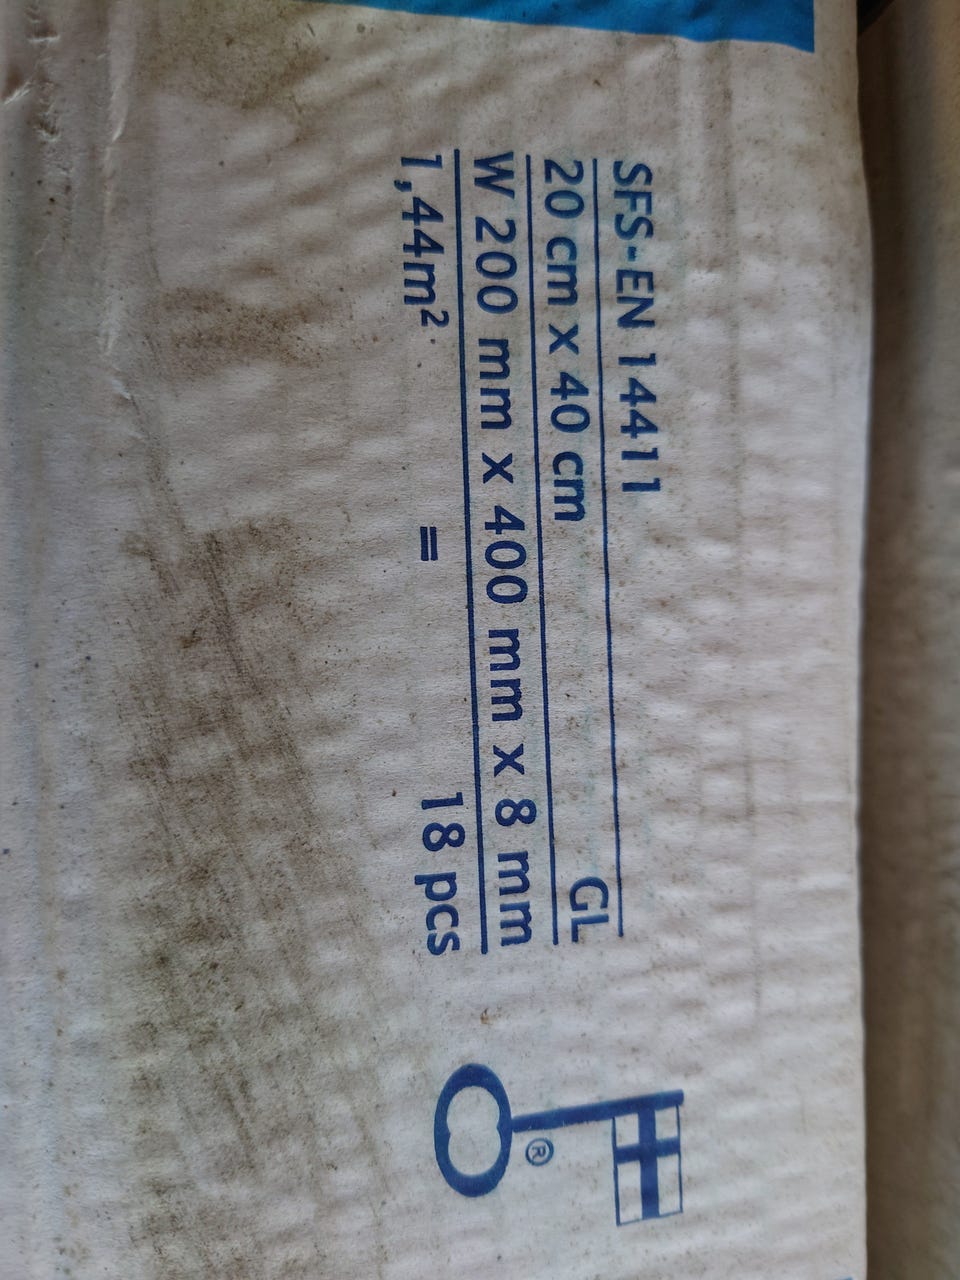 SFS-EN 14411
20 cm x 40 cm GL
W 200 mm x 400 mm x 8 mm
1,44m² = 18 pcs
®